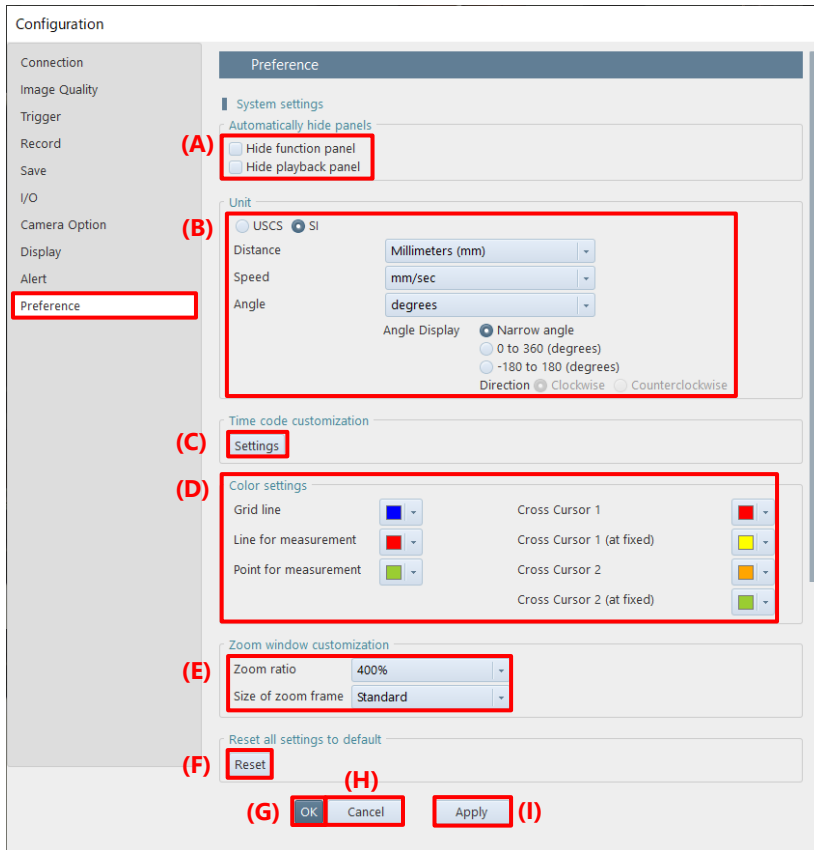 Configuration
Connection
Image Quality
Trigger
Record
Save
I/O
Camera Option
Display
Alert
Preference
Preference
System settings
Automatically hide panels
(A)
Hide function panel
Hide playback panel
Unit
(B)
USCS SI
Distance Millimeters (mm)
Speed mm/sec
Angle degrees
Angle Display Narrow angle
0 to 360 (degrees)
-180 to 180 (degrees)
Direction Clockwise Counterclockwise
Time code customization
(C) Settings
(D)
Color settings
Grid line Cross Cursor 1
Line for measurement Cross Cursor 1 (at fixed)
Point for measurement Cross Cursor 2
Cross Cursor 2 (at fixed)
Zoom window customization
(E) Zoom ratio 400%
Size of zoom frame Standard
Reset all settings to default
(F) Reset
(H)
(G) OK Cancel Apply (I)